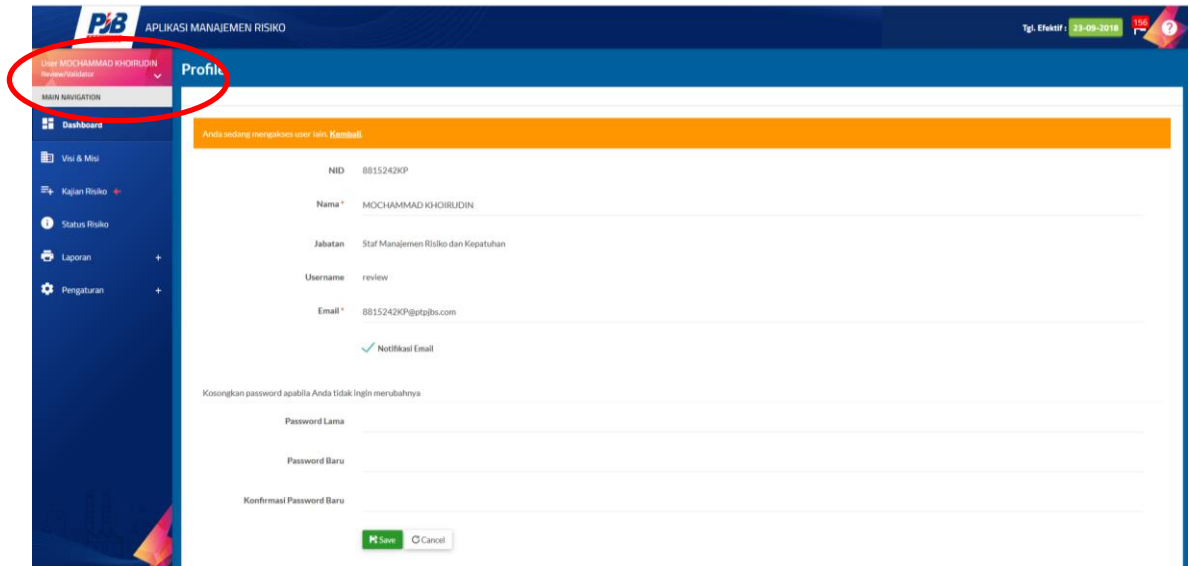 PJB
APLIKASI MANAJEMEN RISIKO
Tgl. Efektif : 23-09-2018
156
?
User MOCHAMMAD KHOIRUDIN
Review/Validator
Profile
MAIN NAVIGATION
Dashboard
Visi & Misi
Kajian Risiko
Status Risiko
Laporan +
Pengaturan +
Anda sedang mengakses user lain. Kembali.
NID 8815242KP
Nama * MOCHAMMAD KHOIRUDIN
Jabatan Staf Manajemen Risiko dan Kepatuhan
Username review
Email * 8815242KP@ptpjbs.com
Notifikasi Email
Kosongkan password apabila Anda tidak ingin merubahnya
Password Lama
Password Baru
Konfirmasi Password Baru
Save Cancel